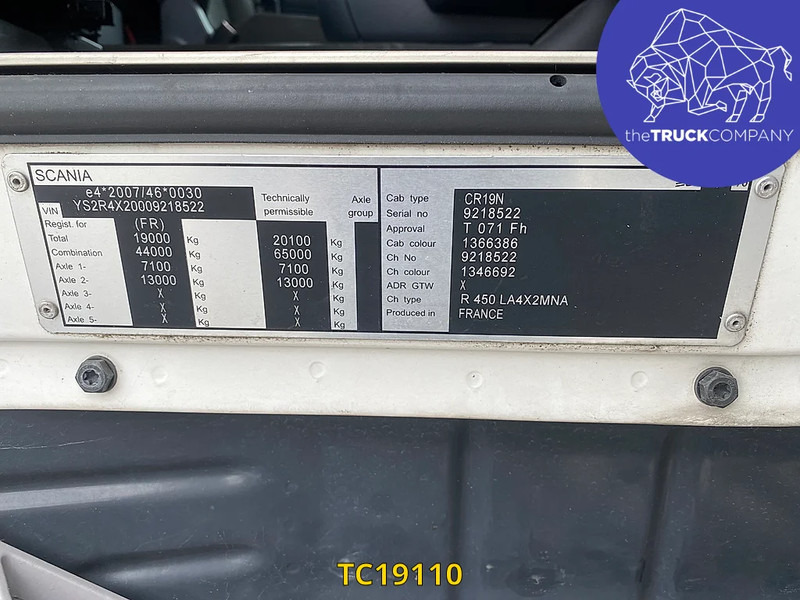 theTRUCKCOMPANY
SCANIA
e4*2007/46*0030
VIN YS2R4X20009218522
Regist. for (FR) Technically permissible Axle group
Total 19000 Kg 20100 Kg
Combination 44000 Kg 65000 Kg
Axle 1- 7100 Kg 7100 Kg
Axle 2- 13000 Kg 13000 Kg
Axle 3- X Kg X Kg
Axle 4- X Kg X Kg
Axle 5- X Kg X Kg
Cab type CR19N
Serial no 9218522
Approval T 071 Fh
Cab colour 1366386
Ch No 9218522
Ch colour 1346692
ADR GTW X
Ch type R 450 LA4X2MNA
Produced in FRANCE
TC19110